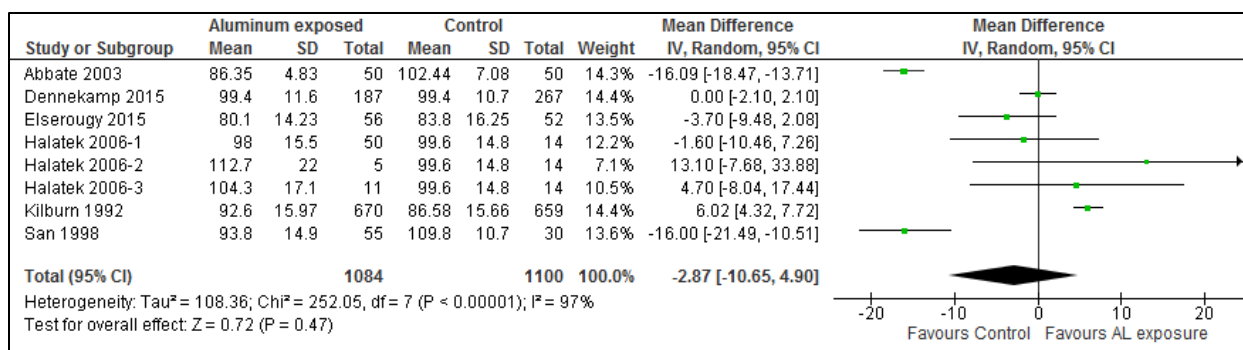 Aluminum exposed Control Mean Difference Mean Difference
Study or Subgroup Mean SD Total Mean SD Total Weight IV, Random, 95% CI IV, Random, 95% CI
Abbate 2003 86.35 4.83 50 102.44 7.08 50 14.3% -16.09 [-18.47, -13.71]
Dennekamp 2015 99.4 11.6 187 99.4 10.7 267 14.4% 0.00 [-2.10, 2.10]
Elserougy 2015 80.1 14.23 56 83.8 16.25 52 13.5% -3.70 [-9.48, 2.08]
Halatek 2006-1 98 15.5 50 99.6 14.8 14 12.2% -1.60 [-10.46, 7.26]
Halatek 2006-2 112.7 22 5 99.6 14.8 14 7.1% 13.10 [-7.68, 33.88]
Halatek 2006-3 104.3 17.1 11 99.6 14.8 14 10.5% 4.70 [-8.04, 17.44]
Kilburn 1992 92.6 15.97 670 86.58 15.66 659 14.4% 6.02 [4.32, 7.72]
San 1998 93.8 14.9 55 109.8 10.7 30 13.6% -16.00 [-21.49, -10.51]
Total (95% CI) 1084 1100 100.0% -2.87 [-10.65, 4.90]
Heterogeneity: Tau² = 108.36; Chi² = 252.05, df = 7 (P < 0.00001); I² = 97%
Test for overall effect: Z = 0.72 (P = 0.47)
-20 -10 0 10 20
Favours Control Favours AL exposure